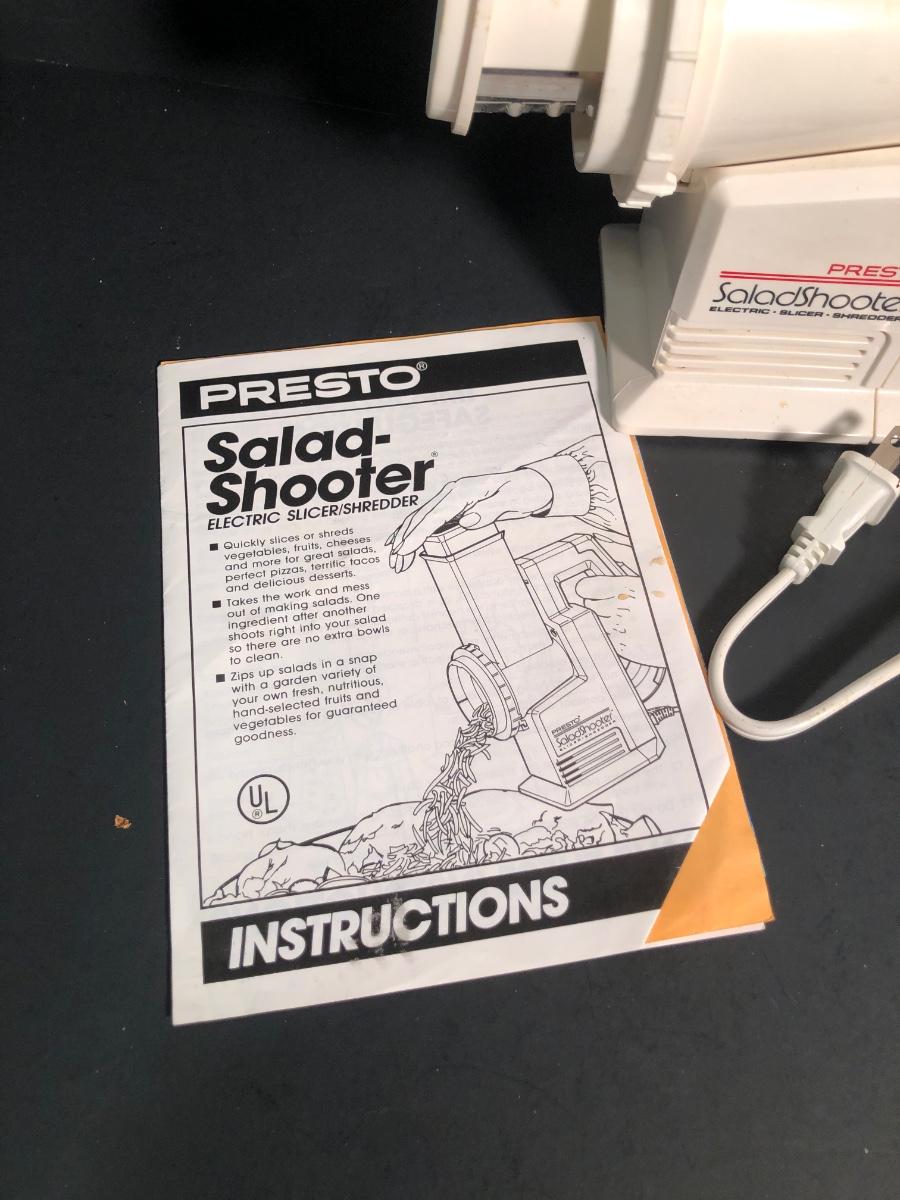 PRES
SaladShoote
ELECTRIC · SLICER · SHREDDER
PRESTO®
Salad-
Shooter®
ELECTRIC SLICER/SHREDDER
■ Quickly slices or shreds
vegetables, fruits, cheeses
and more for great salads,
perfect pizzas, terrific tacos
and delicious desserts.
■ Takes the work and mess
out of making salads. One
ingredient after another
shoots right into your salad
so there are no extra bowls
to clean.
■ Zips up salads in a snap
with a garden variety of
your own fresh, nutritious,
hand-selected fruits and
vegetables for guaranteed
goodness.
PRESTO®
SaladShooter
SLICER · SHREDDER
UL®
INSTRUCTIONS